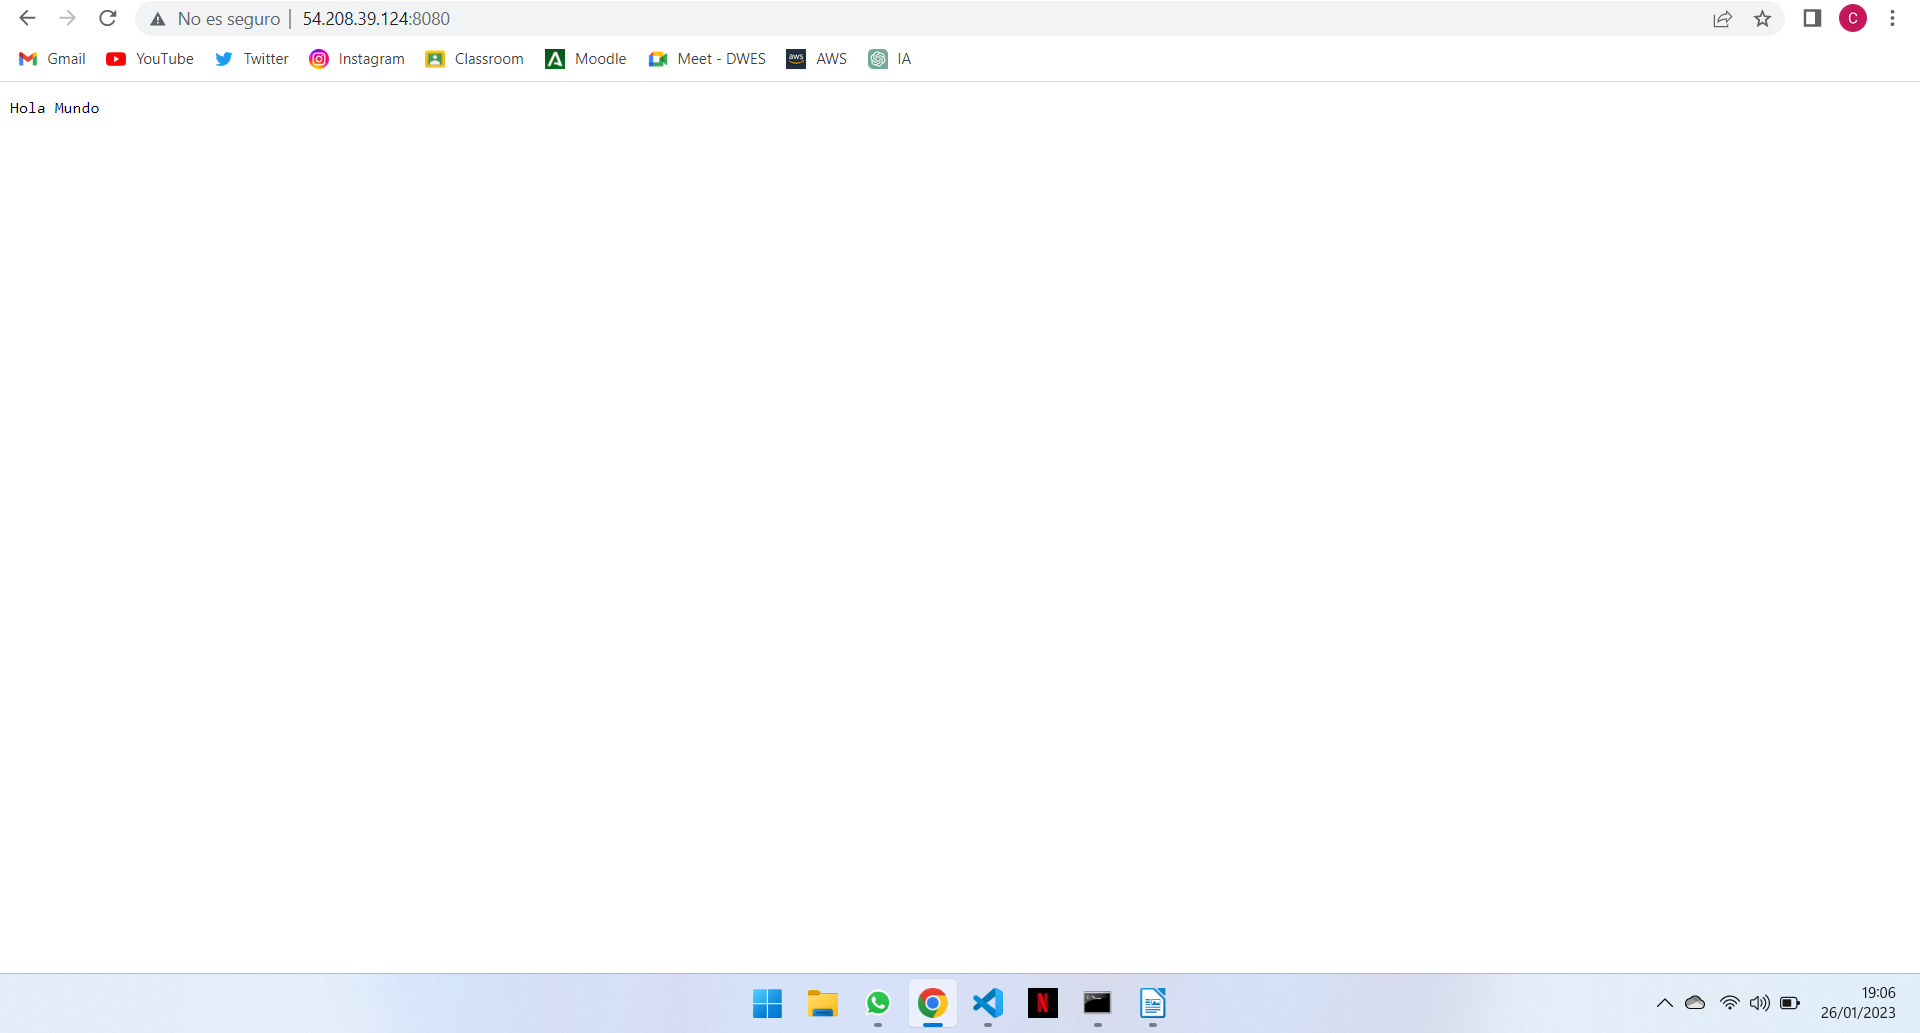 No es seguro | 54.208.39.124:8080
C
Gmail YouTube Twitter Instagram Classroom Moodle Meet - DWES aws AWS IA
Hola Mundo
N
19:06
26/01/2023